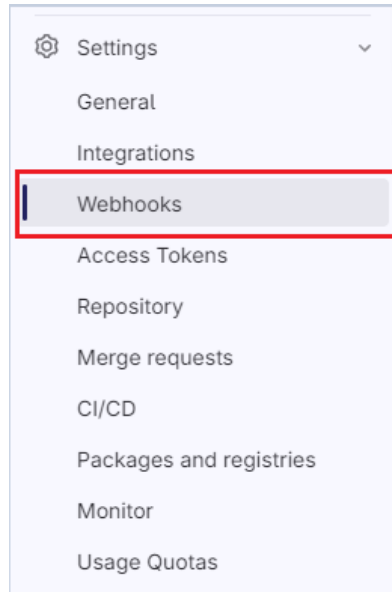 Settings
General
Integrations
Webhooks
Access Tokens
Repository
Merge requests
CI/CD
Packages and registries
Monitor
Usage Quotas